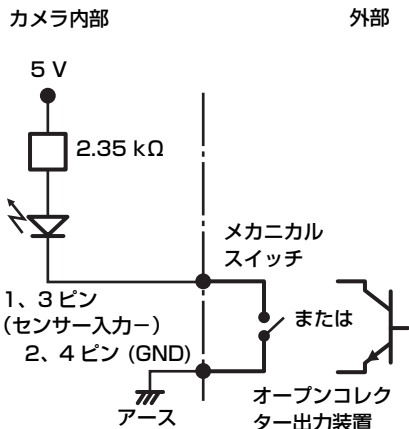 カメラ内部
外部
5 V
2.35 kΩ
メカニカル
スイッチ
1、3 ピン
(センサー入力−)
または
2、4 ピン (GND)
アース
オープンコレク
ター出力装置